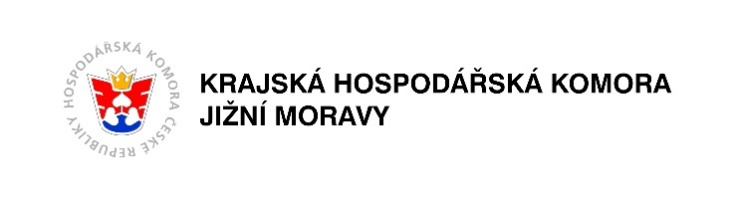 HOSPODÁŘSKÁ KOMORA ČESKÉ REPUBLIKY
KRAJSKÁ HOSPODÁŘSKÁ KOMORA
JIŽNÍ MORAVY